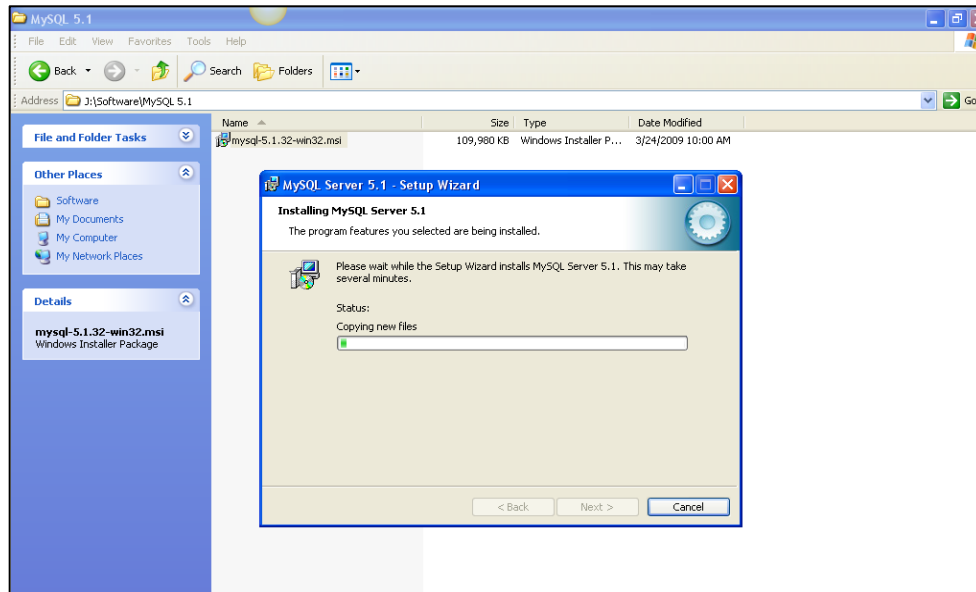 MySQL 5.1
File Edit View Favorites Tools Help
Back Search Folders
Address J:\Software\MySQL 5.1 Go
Name Size Type Date Modified
mysql-5.1.32-win32.msi 109,980 KB Windows Installer P... 3/24/2009 10:00 AM
File and Folder Tasks
Other Places
Software
My Documents
My Computer
My Network Places
Details
mysql-5.1.32-win32.msi
Windows Installer Package
MySQL Server 5.1 - Setup Wizard
Installing MySQL Server 5.1
The program features you selected are being installed.
Please wait while the Setup Wizard installs MySQL Server 5.1. This may take
several minutes.
Status:
Copying new files
< Back Next > Cancel